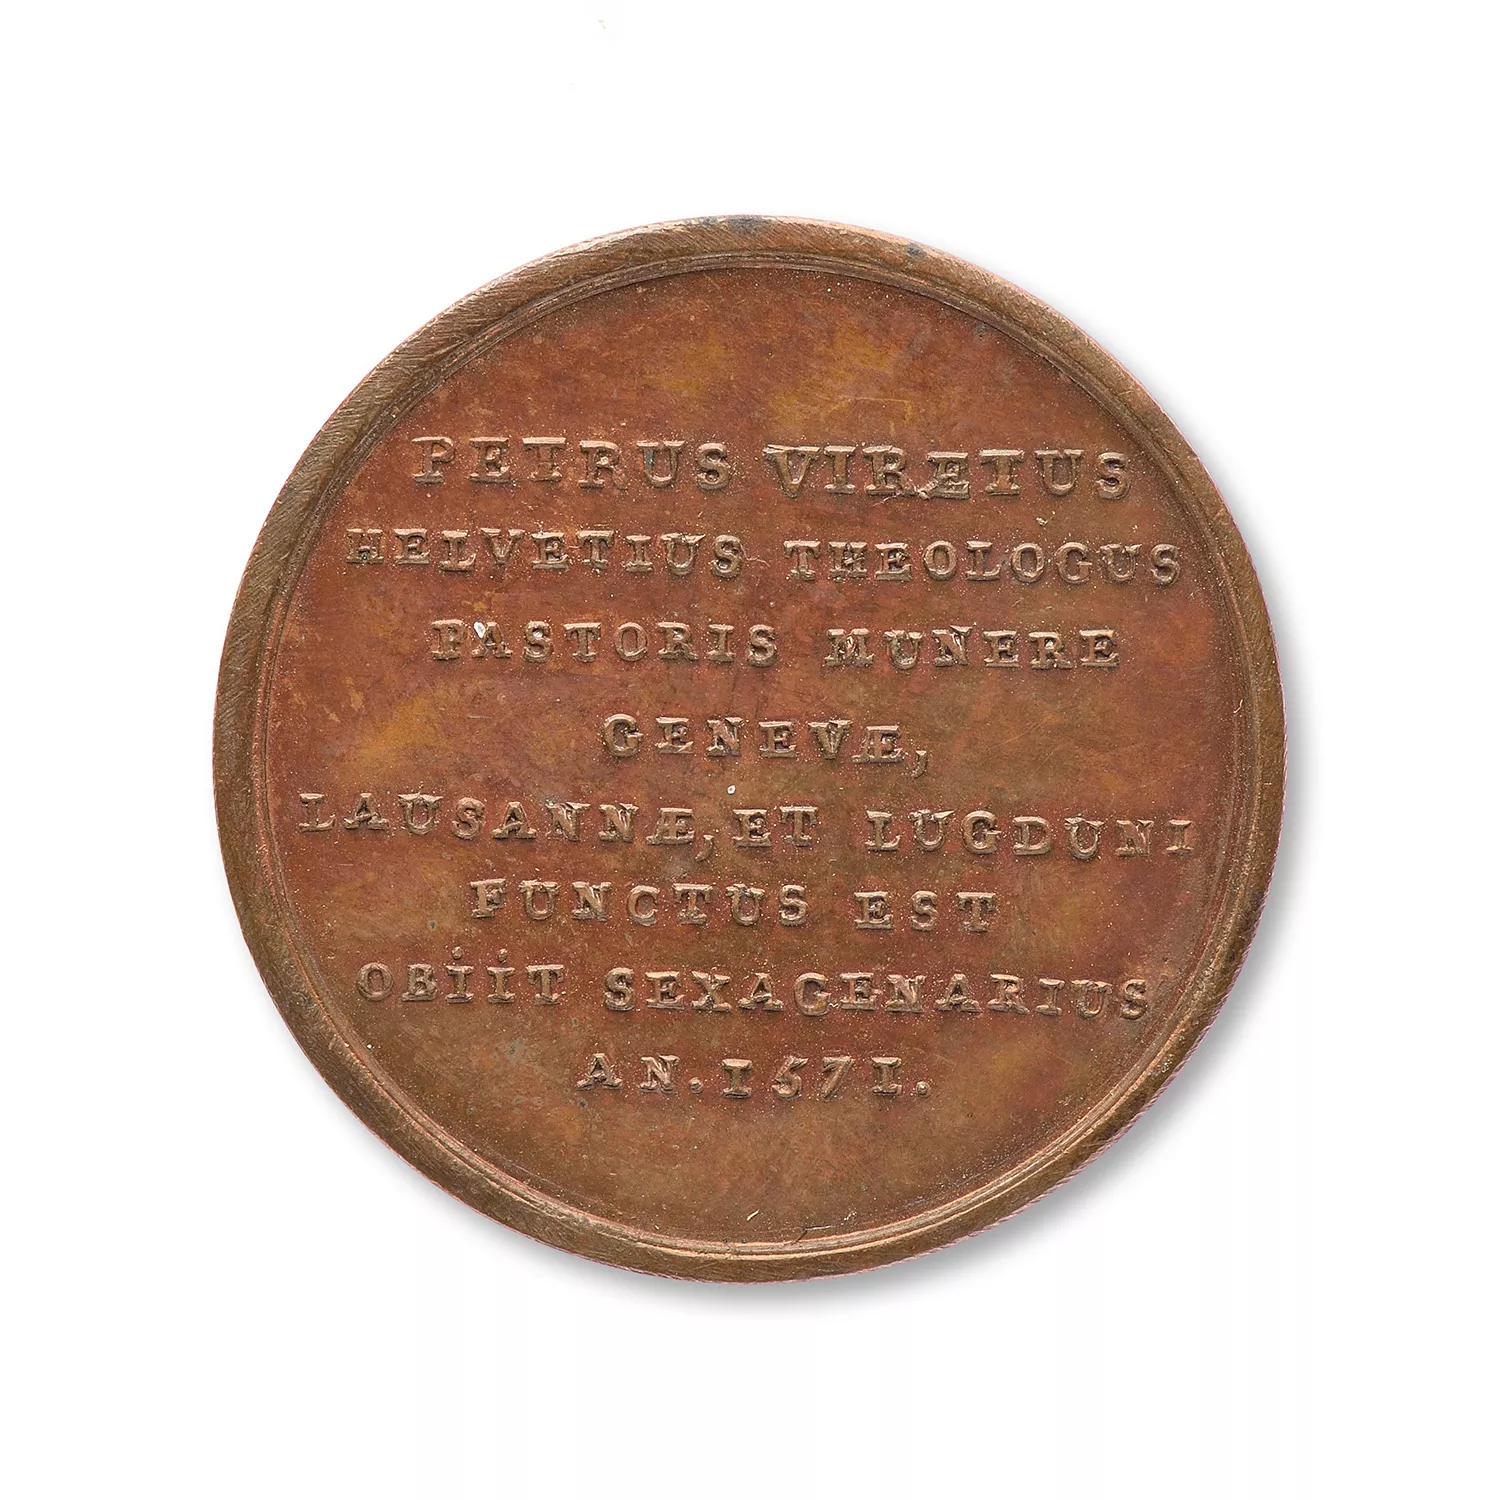 PETRUS VIRÆTUS
HELVETIUS THEOLOGUS
PASTORIS MUNERE
GENEVÆ,
LAUSANNÆ, ET LUGDUNI
FUNCTUS EST
OBiiT SEXAGENARIUS
AN. 1571.